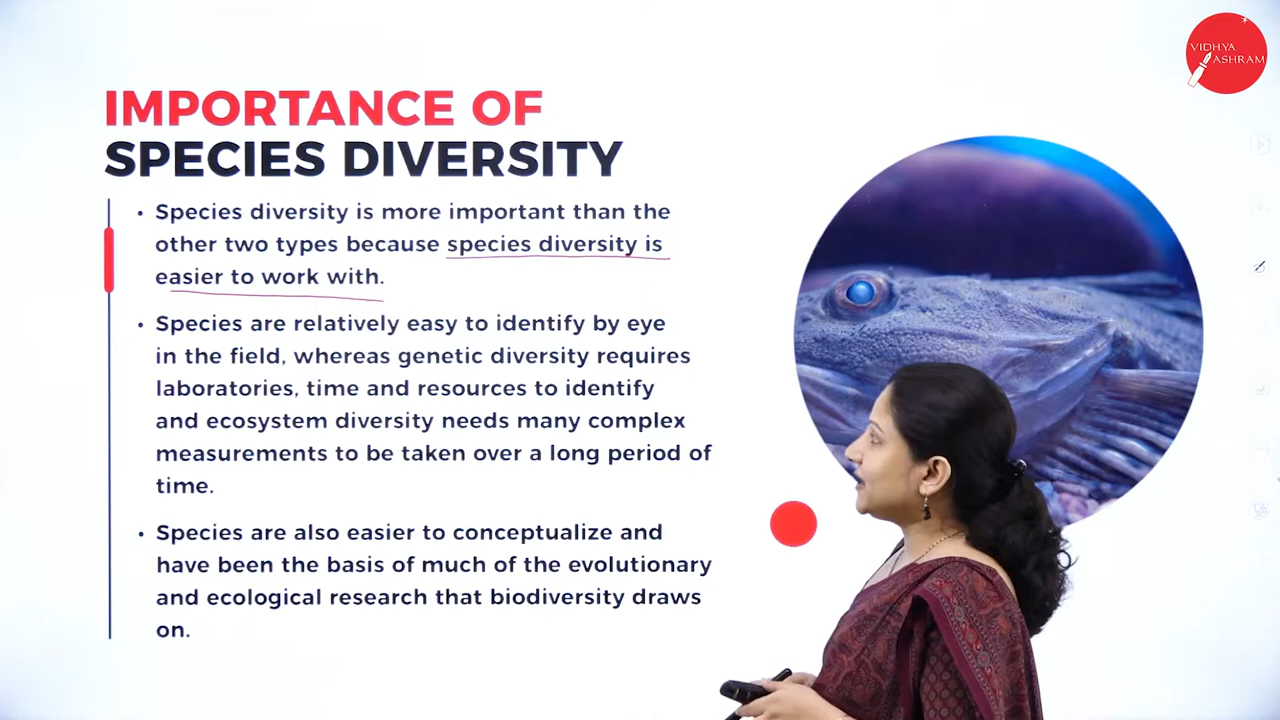 VIDHYA
ASHRAM
IMPORTANCE OF
SPECIES DIVERSITY
• Species diversity is more important than the
other two types because species diversity is
easier to work with.
• Species are relatively easy to identify by eye
in the field, whereas genetic diversity requires
laboratories, time and resources to identify
and ecosystem diversity needs many complex
measurements to be taken over a long period of
time.
• Species are also easier to conceptualize and
have been the basis of much of the evolutionary
and ecological research that biodiversity draws
on.